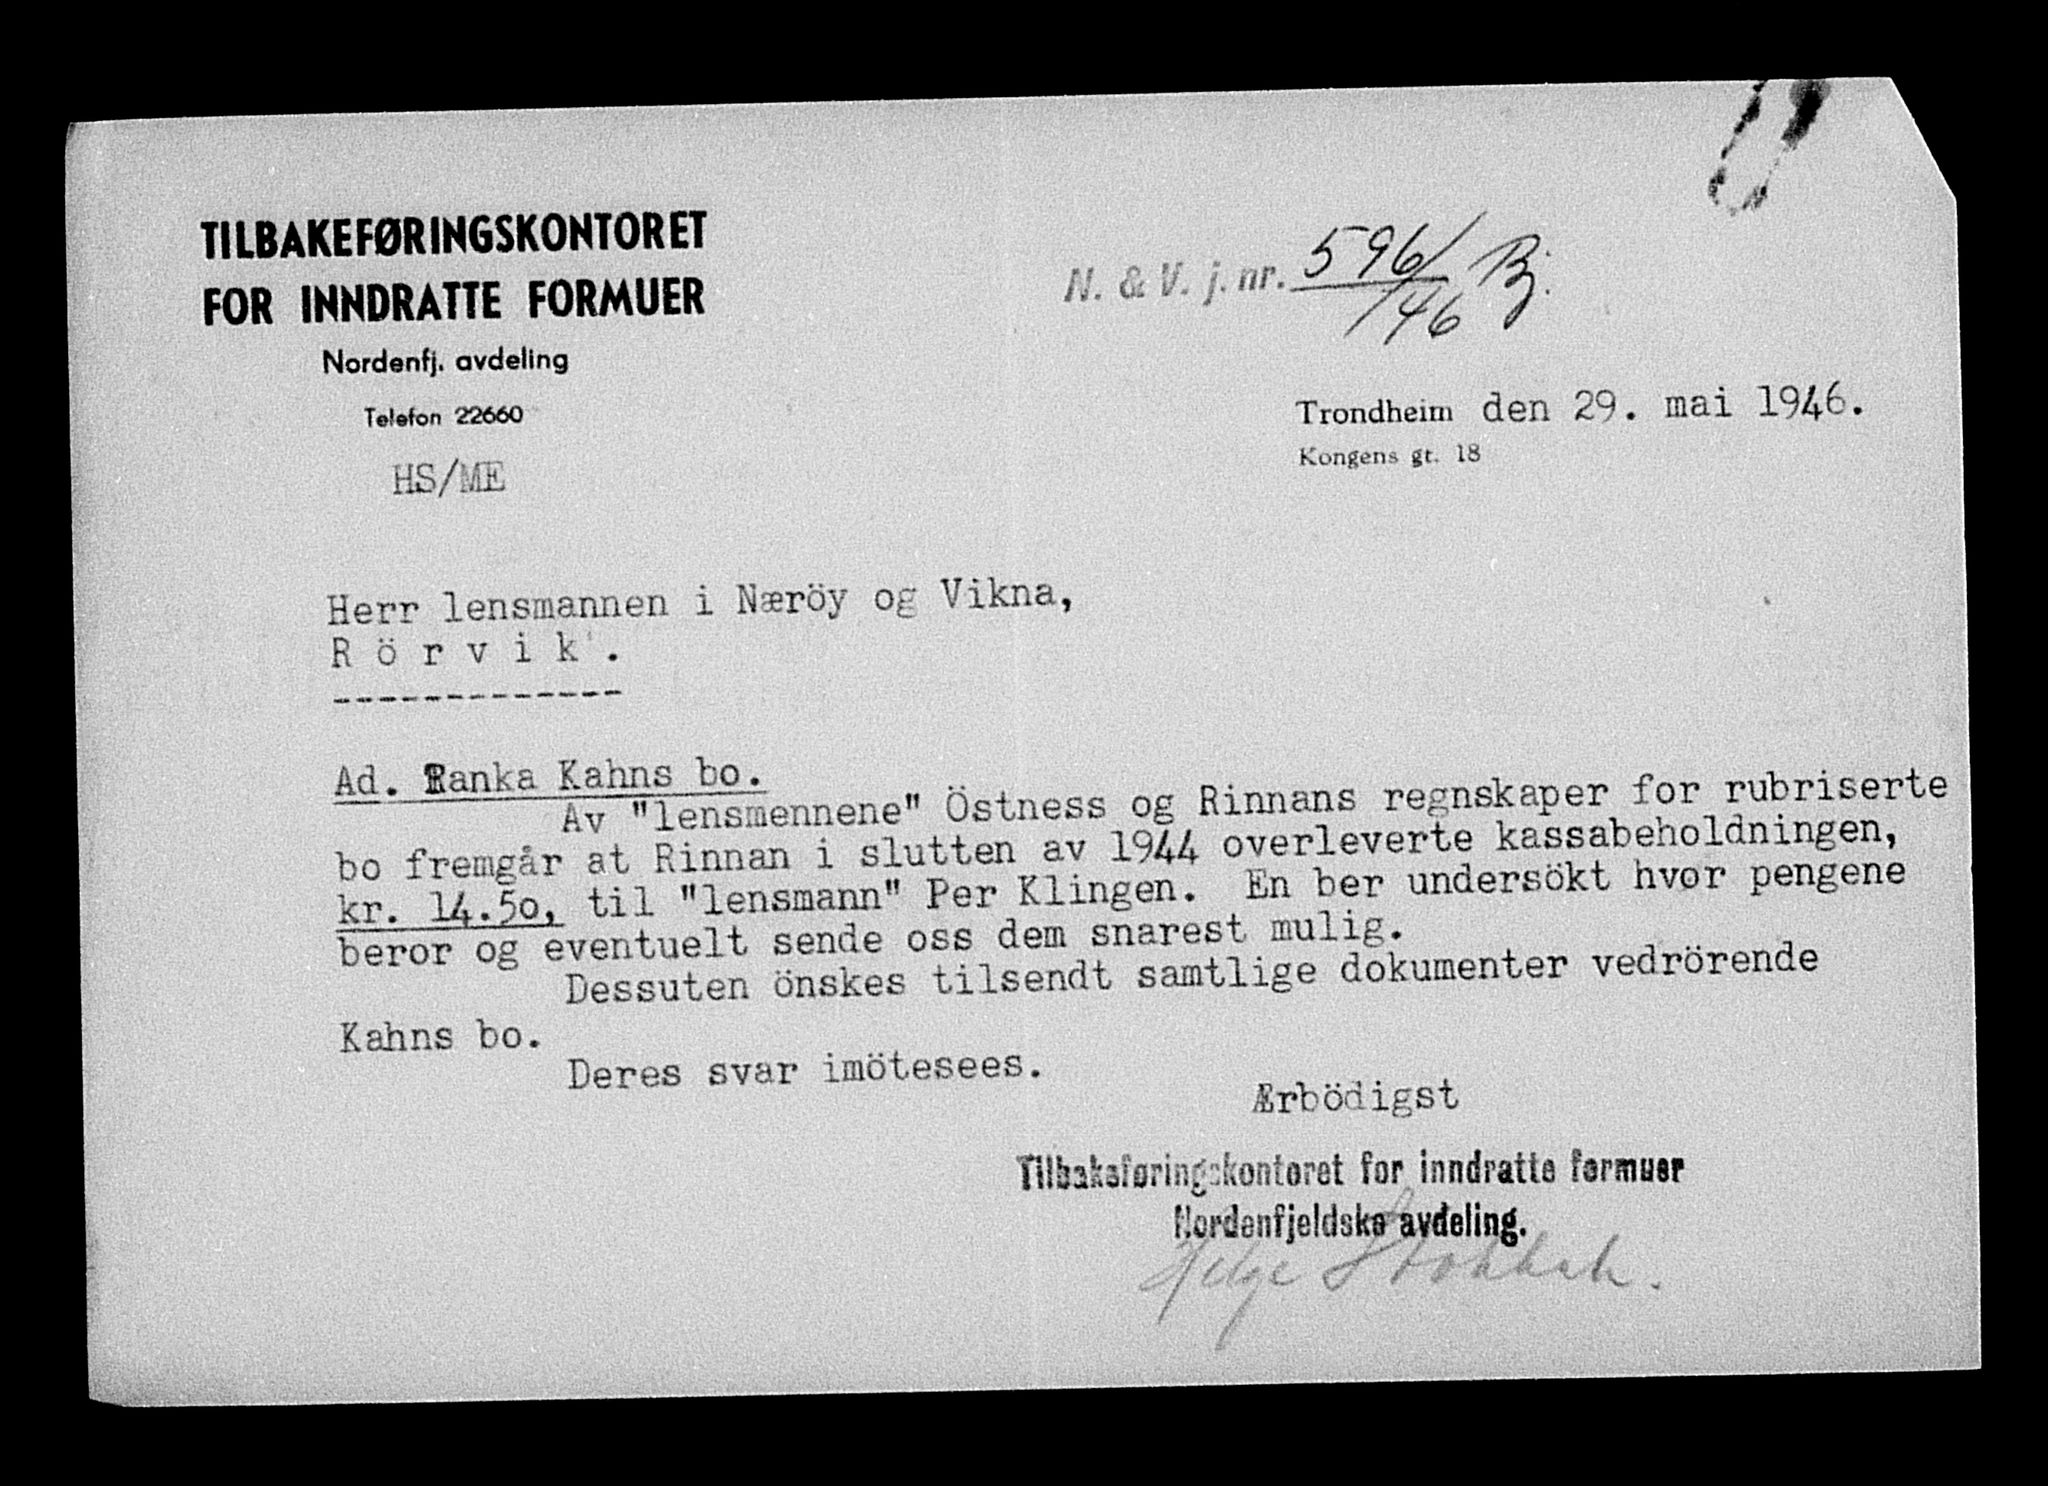 TILBAKEFØRINGSKONTORET
FOR INNDRATTE FORMUER
Nordenfj. avdeling
Telefon 22660
HS/ME
N. & V. j. nr. 596/46 Bj.
Trondheim den 29. mai 1946.
Kongens gt. 18
Herr lensmannen i Næröy og Vikna,
R ö r v i k .
-------------
Ad. Ranka Kahns bo.
Av "lensmennene" Östness og Rinnans regnskaper for rubriserte
bo fremgår at Rinnan i slutten av 1944 overleverte kassabeholdningen,
kr. 14.50, til "lensmann" Per Klingen. En ber undersökt hvor pengene
beror og eventuelt sende oss dem snarest mulig.
Dessuten önskes tilsendt samtlige dokumenter vedrörende
Kahns bo.
Deres svar imötesees.
Ærbödigst
Tilbakeføringskontoret for inndratte formuer
Nordenfjeldske avdeling.
Helge